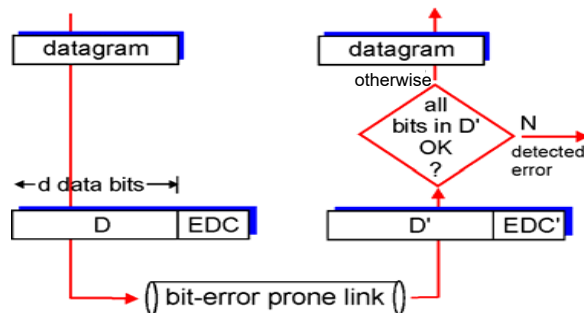 datagram
datagram
otherwise
all
bits in D'
OK
?
N
detected
error
d data bits
D
EDC
D'
EDC'
bit-error prone link